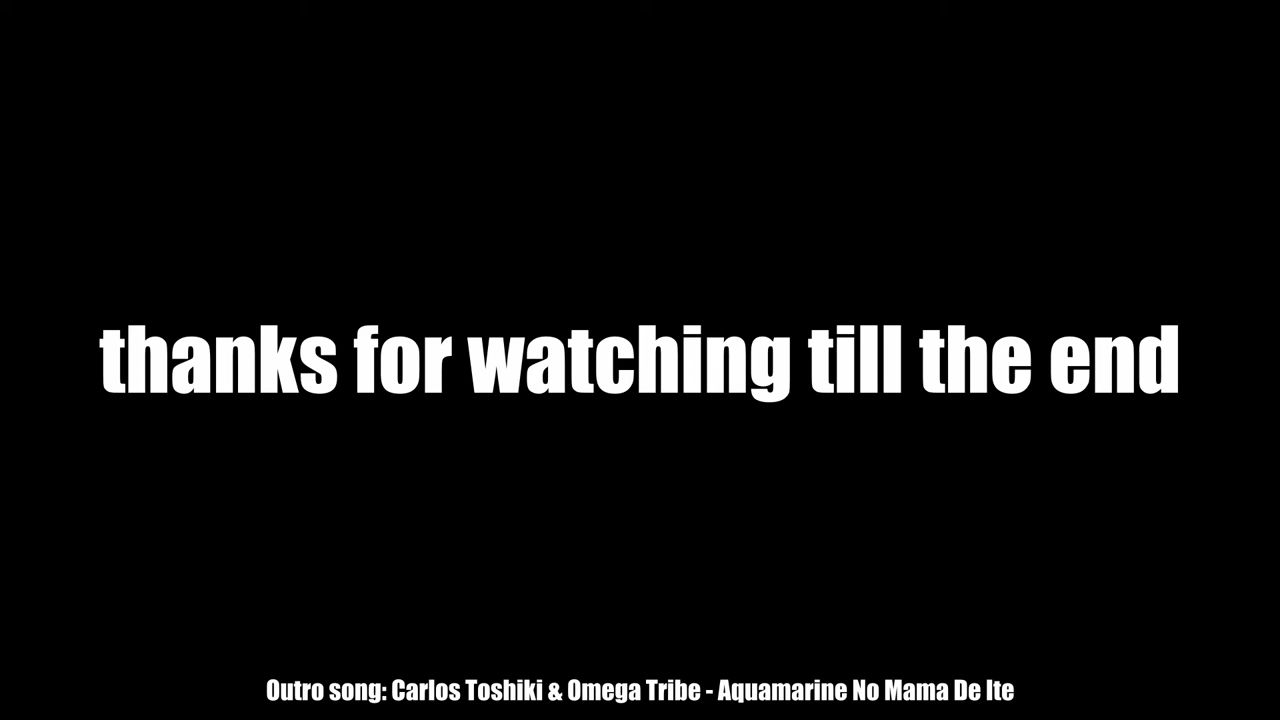 thanks for watching till the end
Outro song: Carlos Toshiki & Omega Tribe - Aquamarine No Mama De Ite